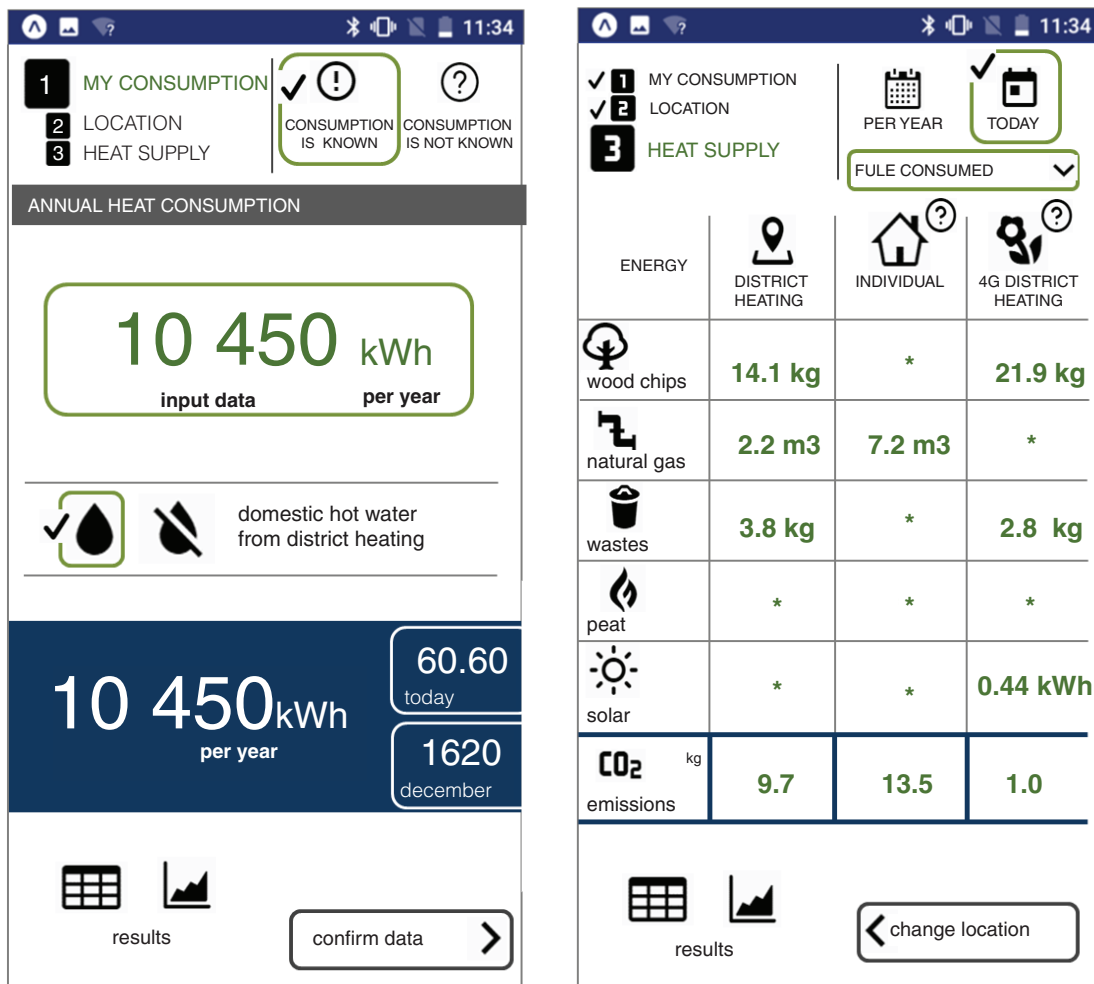 11:34
1 MY CONSUMPTION
2 LOCATION
3 HEAT SUPPLY
CONSUMPTION
IS KNOWN
CONSUMPTION
IS NOT KNOWN
ANNUAL HEAT CONSUMPTION
10 450 kWh
input data per year
domestic hot water
from district heating
10 450kWh
per year
60.60
today
1620
december
results
confirm data
11:34
1 MY CONSUMPTION
2 LOCATION
3 HEAT SUPPLY
PER YEAR
TODAY
FULE CONSUMED
ENERGY
DISTRICT
HEATING
INDIVIDUAL
4G DISTRICT
HEATING
wood chips 14.1 kg * 21.9 kg
natural gas 2.2 m3 7.2 m3 *
wastes 3.8 kg * 2.8 kg
peat * * *
solar * * 0.44 kWh
CO2 kg
emissions 9.7 13.5 1.0
results
change location